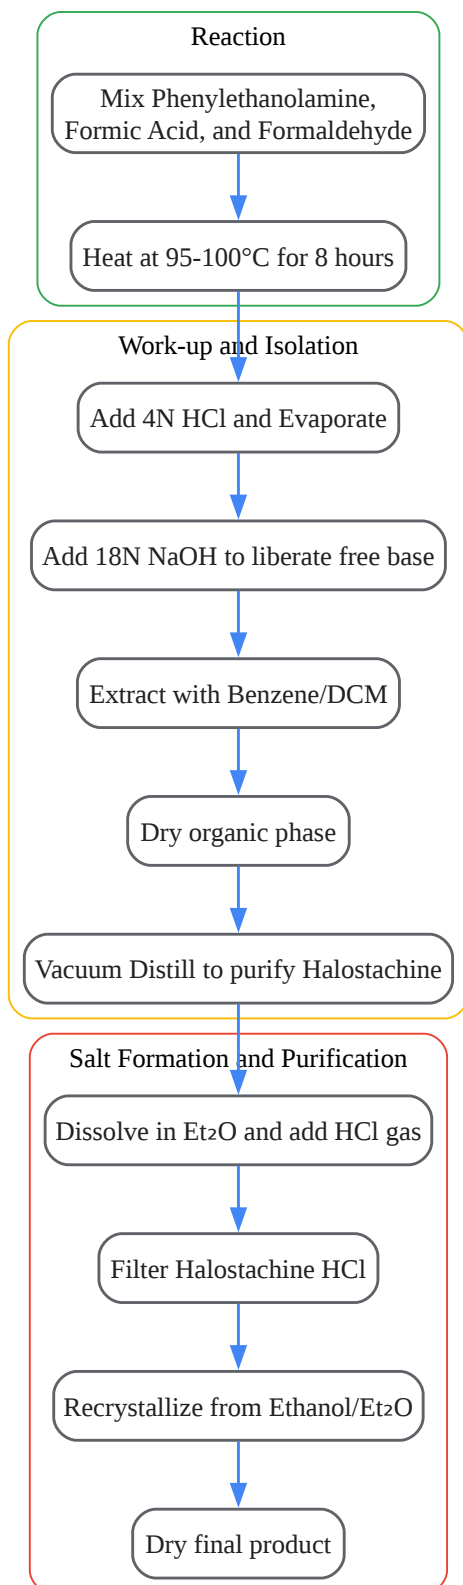 Reaction
Mix Phenylethanolamine,
Formic Acid, and Formaldehyde
Heat at 95-100°C for 8 hours
Work-up and Isolation
Add 4N HCl and Evaporate
Add 18N NaOH to liberate free base
Extract with Benzene/DCM
Dry organic phase
Vacuum Distill to purify Halostachine
Salt Formation and Purification
Dissolve in Et₂O and add HCl gas
Filter Halostachine HCl
Recrystallize from Ethanol/Et₂O
Dry final product